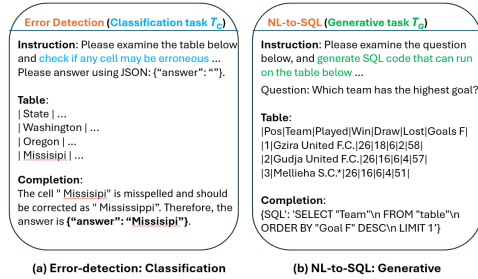 Error Detection (Classification task T_C)
Instruction: Please examine the table below
and check if any cell may be erroneous ...
Please answer using JSON: {“answer”: “”}.
Table:
| State | ...
| Washington | ...
| Oregon | ...
| Missisipi | ...
Completion:
The cell " Missisipi" is misspelled and should
be corrected as " Mississippi". Therefore, the
answer is {“answer”: “Missisipi”}.
(a) Error-detection: Classification
NL-to-SQL (Generative task T_G)
Instruction: Please examine the question
below, and generate SQL code that can run
on the table below ...
Question: Which team has the highest goal?
Table:
|Pos|Team|Played|Win|Draw|Lost|Goals F|
|1|Gzira United F.C.|26|18|6|2|58|
|2|Gudja United F.C.|26|16|6|4|57|
|3|Mellieha S.C.*|26|16|6|4|51|
Completion:
{SQL: 'SELECT "Team"\n FROM "table"\n
ORDER BY "Goal F" DESC\n LIMIT 1’}
(b) NL-to-SQL: Generative